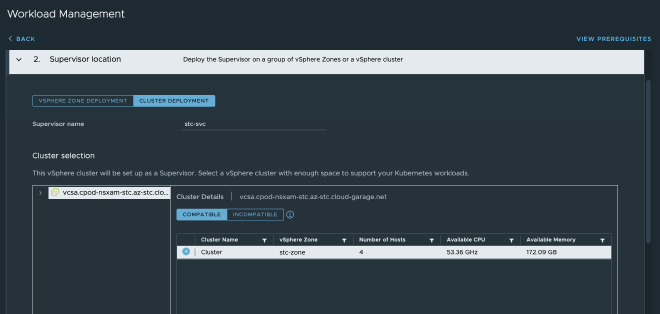 Workload Management
BACK
VIEW PREREQUISITES
2. Supervisor location
Deploy the Supervisor on a group of vSphere Zones or a vSphere cluster
VSPHERE ZONE DEPLOYMENT
CLUSTER DEPLOYMENT
Supervisor name
stc-svc
Cluster selection
This vSphere cluster will be set up as a Supervisor. Select a vSphere cluster with enough space to support your Kubernetes workloads.
vcsa.cpod-nsxam-stc.az-stc.clo...
Cluster Details | vcsa.cpod-nsxam-stc.az-stc.cloud-garage.net
COMPATIBLE INCOMPATIBLE
Cluster Name vSphere Zone Number of Hosts Available CPU Available Memory
Cluster stc-zone 4 53.36 GHz 172.09 GB